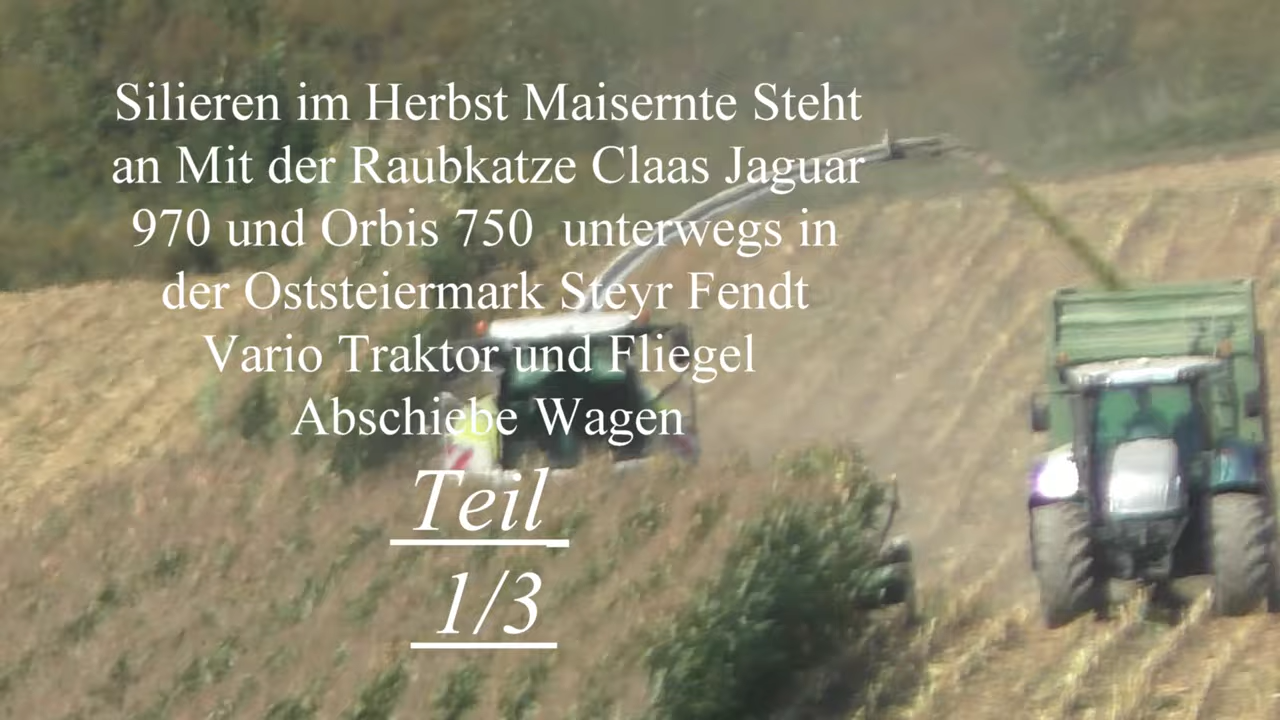 Silieren im Herbst Maisernte Steht
an Mit der Raubkatze Claas Jaguar
970 und Orbis 750 unterwegs in
der Oststeiermark Steyr Fendt
Vario Traktor und Fliegel
Abschiebe Wagen
Teil
1/3